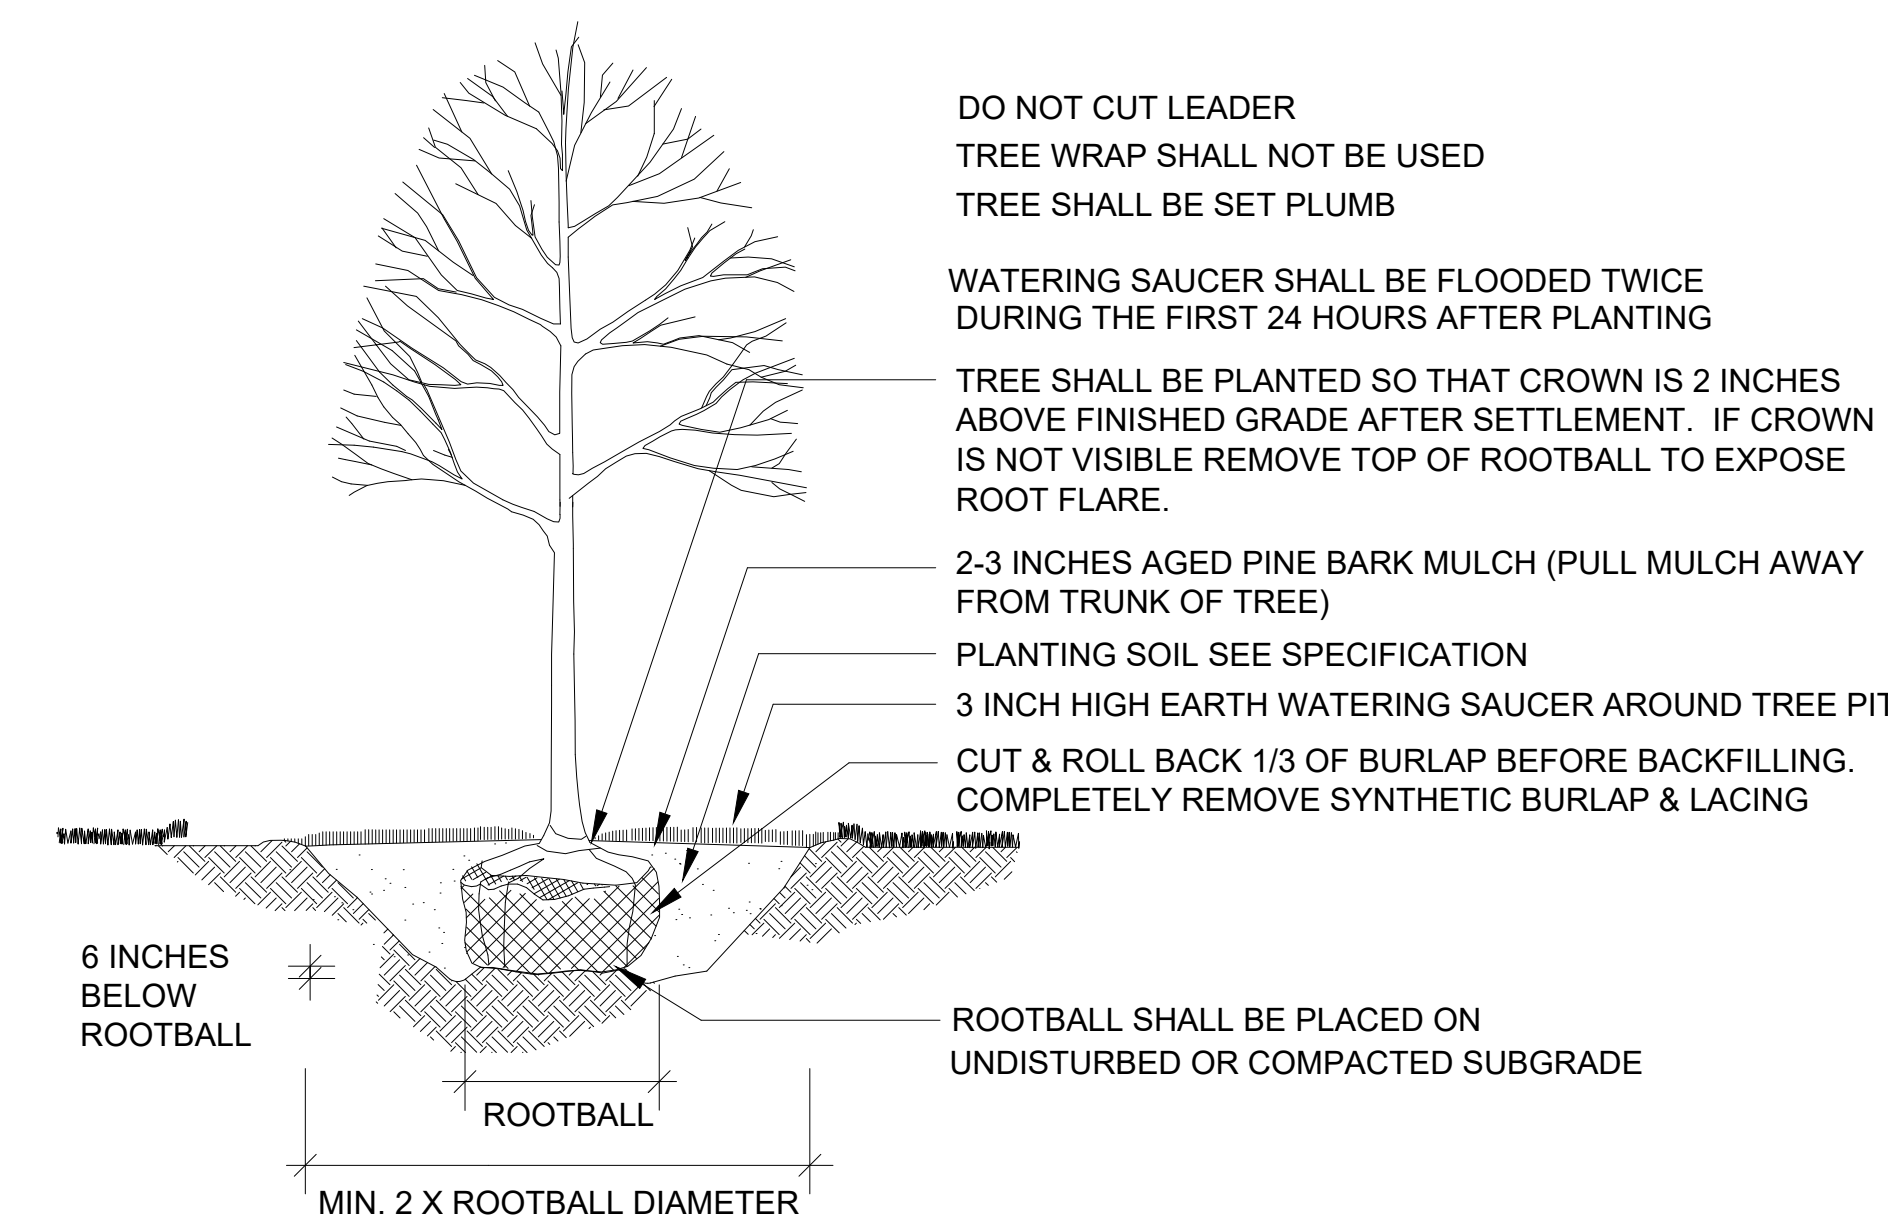 DO NOT CUT LEADER
TREE WRAP SHALL NOT BE USED
TREE SHALL BE SET PLUMB
WATERING SAUCER SHALL BE FLOODED TWICE
DURING THE FIRST 24 HOURS AFTER PLANTING
TREE SHALL BE PLANTED SO THAT CROWN IS 2 INCHES
ABOVE FINISHED GRADE AFTER SETTLEMENT. IF CROWN
IS NOT VISIBLE REMOVE TOP OF ROOTBALL TO EXPOSE
ROOT FLARE.
2-3 INCHES AGED PINE BARK MULCH (PULL MULCH AWAY
FROM TRUNK OF TREE)
PLANTING SOIL SEE SPECIFICATION
3 INCH HIGH EARTH WATERING SAUCER AROUND TREE PIT
CUT & ROLL BACK 1/3 OF BURLAP BEFORE BACKFILLING.
COMPLETELY REMOVE SYNTHETIC BURLAP & LACING
6 INCHES
BELOW
ROOTBALL
ROOTBALL SHALL BE PLACED ON
UNDISTURBED OR COMPACTED SUBGRADE
ROOTBALL
MIN. 2 X ROOTBALL DIAMETER